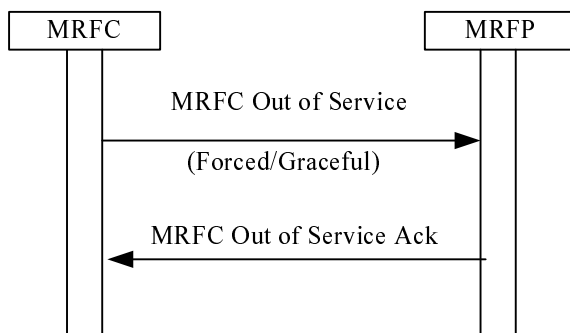 MRFC
MRFP
MRFC Out of Service
(Forced/Graceful)
MRFC Out of Service Ack